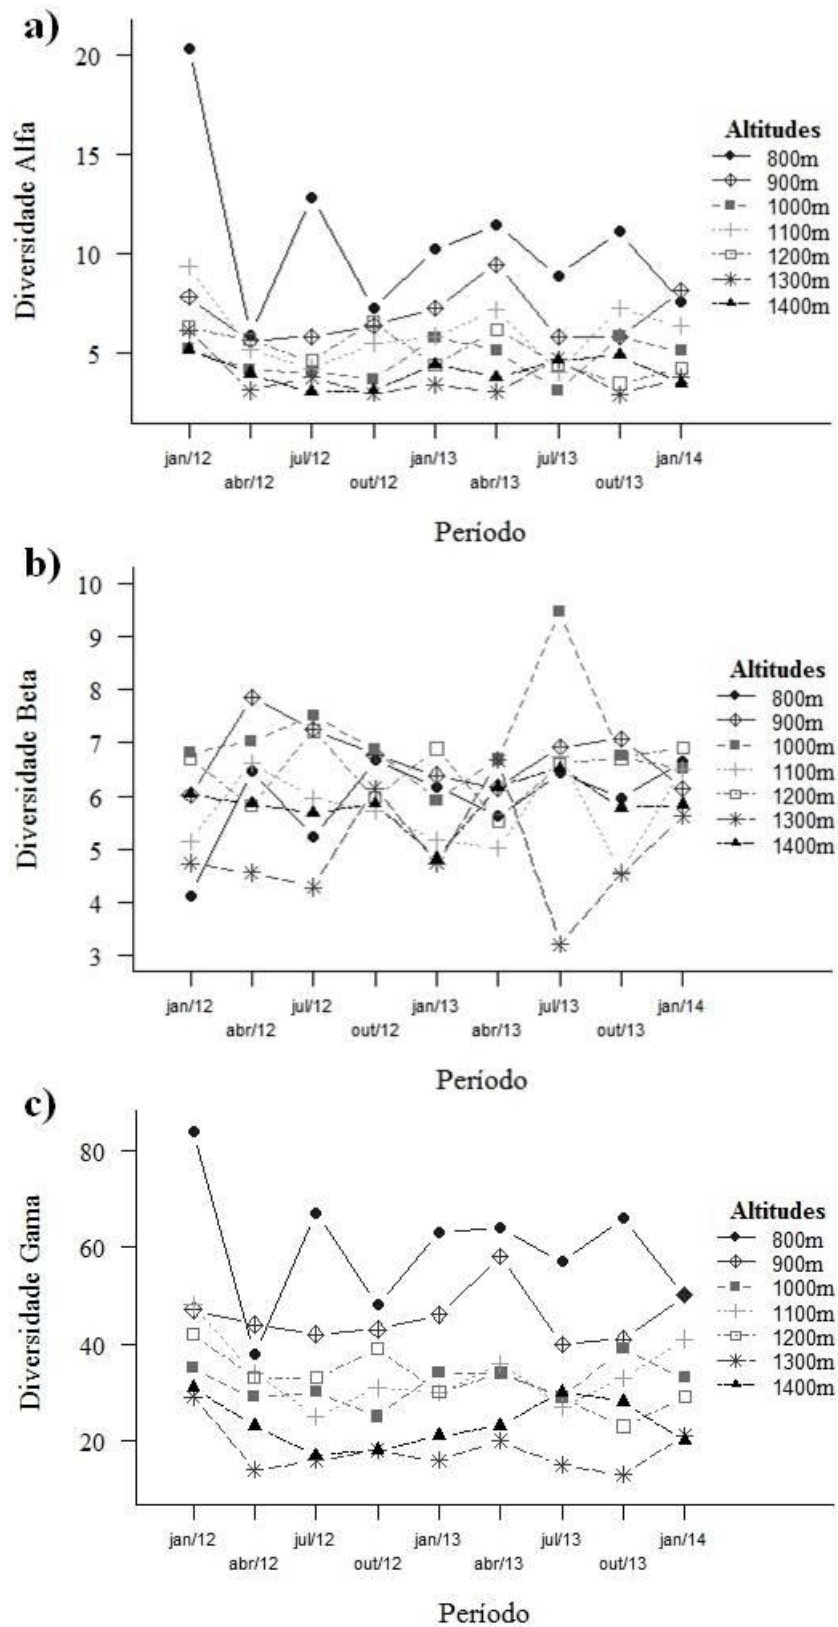 a)
Diversidade Alfa
20
15
10
5
Altitudes
800m
900m
1000m
1100m
1200m
1300m
1400m
jan/12 jul/12 jan/13 jul/13 jan/14
abr/12 out/12 abr/13 out/13
Período
b)
Diversidade Beta
10
9
8
7
6
5
4
3
Altitudes
800m
900m
1000m
1100m
1200m
1300m
1400m
jan/12 jul/12 jan/13 jul/13 jan/14
abr/12 out/12 abr/13 out/13
Período
c)
Diversidade Gama
80
60
40
20
Altitudes
800m
900m
1000m
1100m
1200m
1300m
1400m
jan/12 jul/12 jan/13 jul/13 jan/14
abr/12 out/12 abr/13 out/13
Período